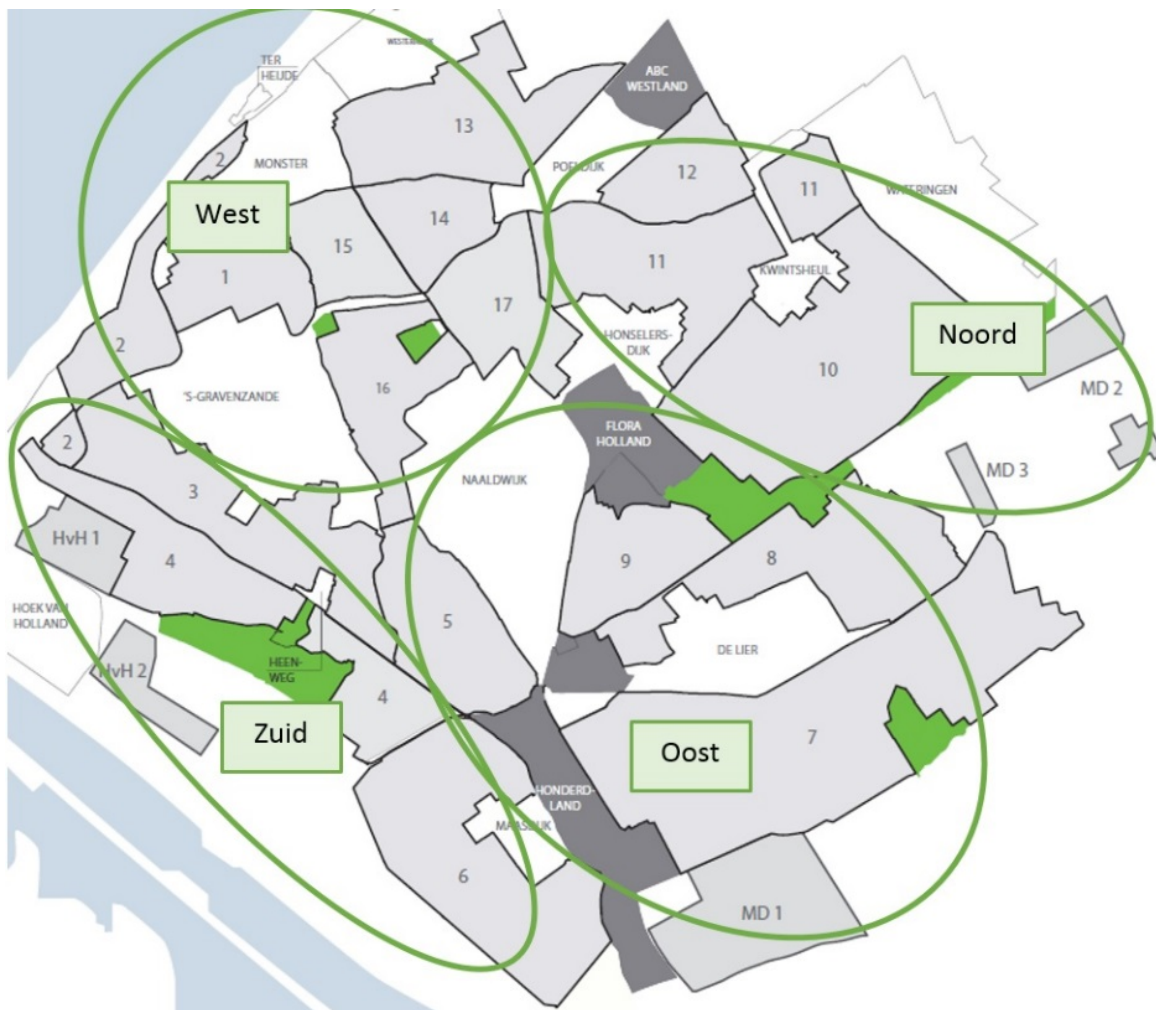 TER
HEIJDE
ABC
WESTLAND
13
2
MONSTER
POELDIJK
12
11
WATERINGEN
West
14
15
1
11
KWINTSHEUL
17
2
HONSELERS-
DIJK
Noord
10
16
'S-GRAVENZANDE
MD 2
FLORA
HOLLAND
2
NAALDWIJK
MD 3
3
HvH 1
4
9
8
HOEK VAN
HOLLAND
5
DE LIER
HEEN-
WEG
HvH 2
4
Zuid
Oost
7
HONDERD-
LAND
MAASDIJK
6
MD 1